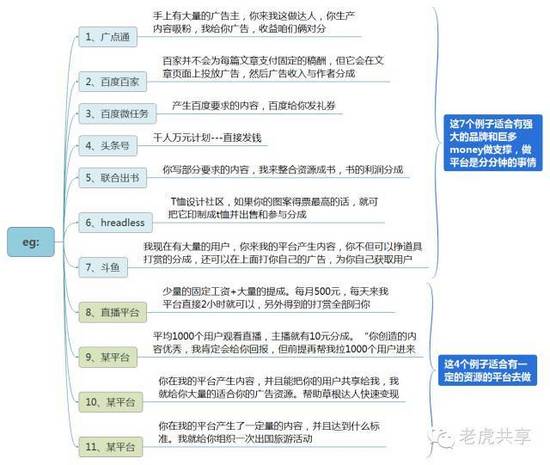 手上有大量的广告主，你来我这做达人，你生产
内容吸粉，我给你广告，收益咱们俩对分
1、广点通
百家并不会为每篇文章支付固定的稿酬，但它会在
文章页面上投放广告，然后广告收入与作者分成
2、百度百家
3、百度微任务
产生百度要求的内容，百度给你发礼券
4、头条号
千人万元计划---直接发钱
5、联合出书
你写部分要求的内容，我来整合资源成书，书的利润分成
T恤设计社区，如果你的图案得票最高的话，就可
把它印制成t恤并出售和参与分成
6、hreadless
我现在有大量的用户，你来我的平台产生内容，你不但可以挣道具
打赏的分成，还可以在上面打你自己的广告，为你自己获取用户
7、斗鱼
这7个例子适合有强
大的品牌和巨多
money做支撑，做
平台是分分钟的事情
eg:
少量的固定工资+大量的提成。每月500元，每天来我
平台直接2小时就可以，另外得到的打赏全部归你
8、直播平台
平均1000个用户观看直播，主播就有10元分成。“你创造的内
容优秀，我肯定会给你回报，但前提再帮我拉1000个用户进来
9、某平台
你在我的平台产生内容，并且能把你的用户共享给我，我
就给你大量的适合你的广告资源。帮助草根达人快速变现
10、某平台
你在我的平台产生了一定量的内容，并且达到什么标
准。我就给你组织一次出国旅游活动
11、某平台
这4个例子适合有一
定的资源的平台去做
老虎共享